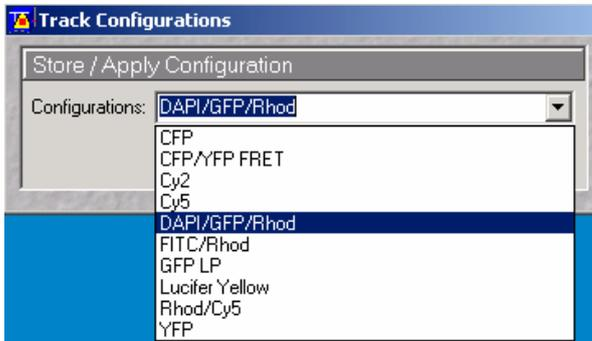 Track Configurations
Store / Apply Configuration
Configurations: DAPI/GFP/Rhod
CFP
CFP/YFP FRET
Cy2
Cy5
DAPI/GFP/Rhod
FITC/Rhod
GFP LP
Lucifer Yellow
Rhod/Cy5
YFP